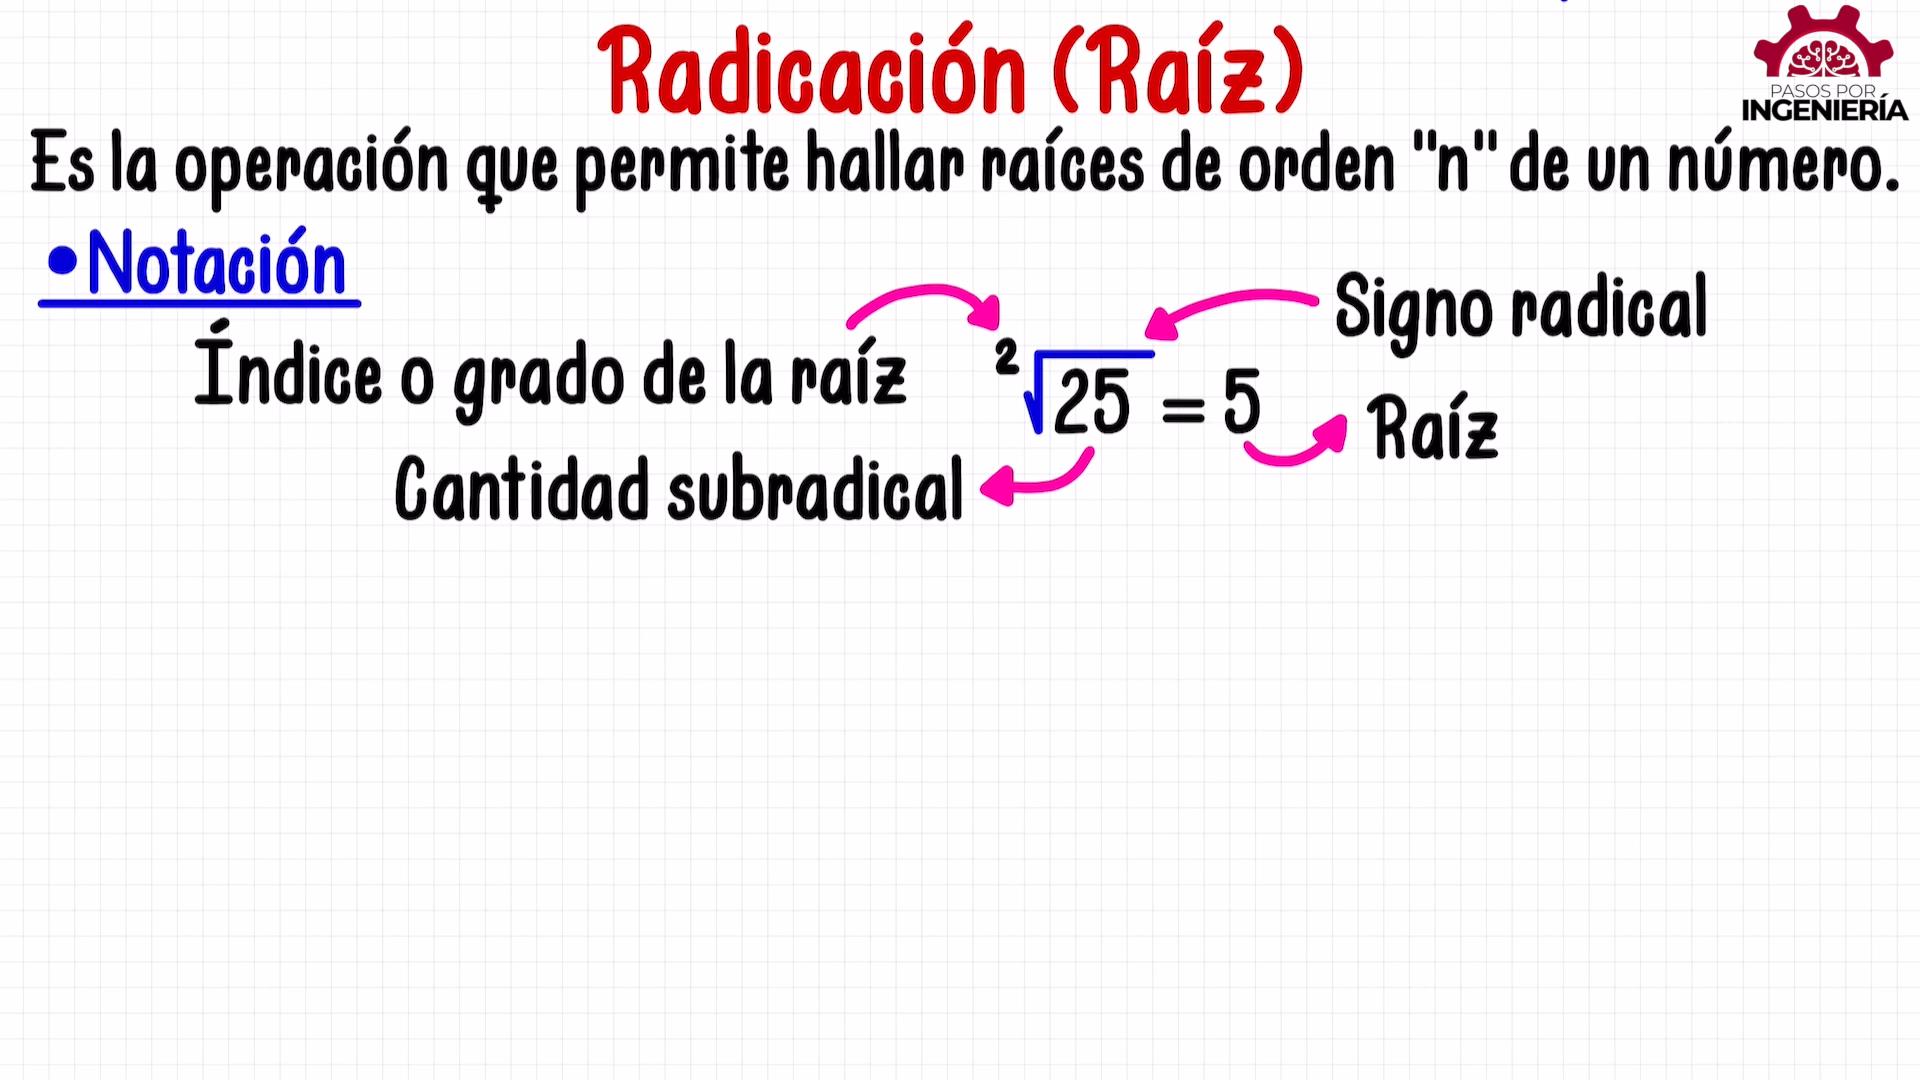 Radicación (Raíz)
PASOS POR
INGENIERÍA
Es la operación que permite hallar raíces de orden "n" de un número.
•Notación
Signo radical
Índice o grado de la raíz
²√25 = 5
Raíz
Cantidad subradical